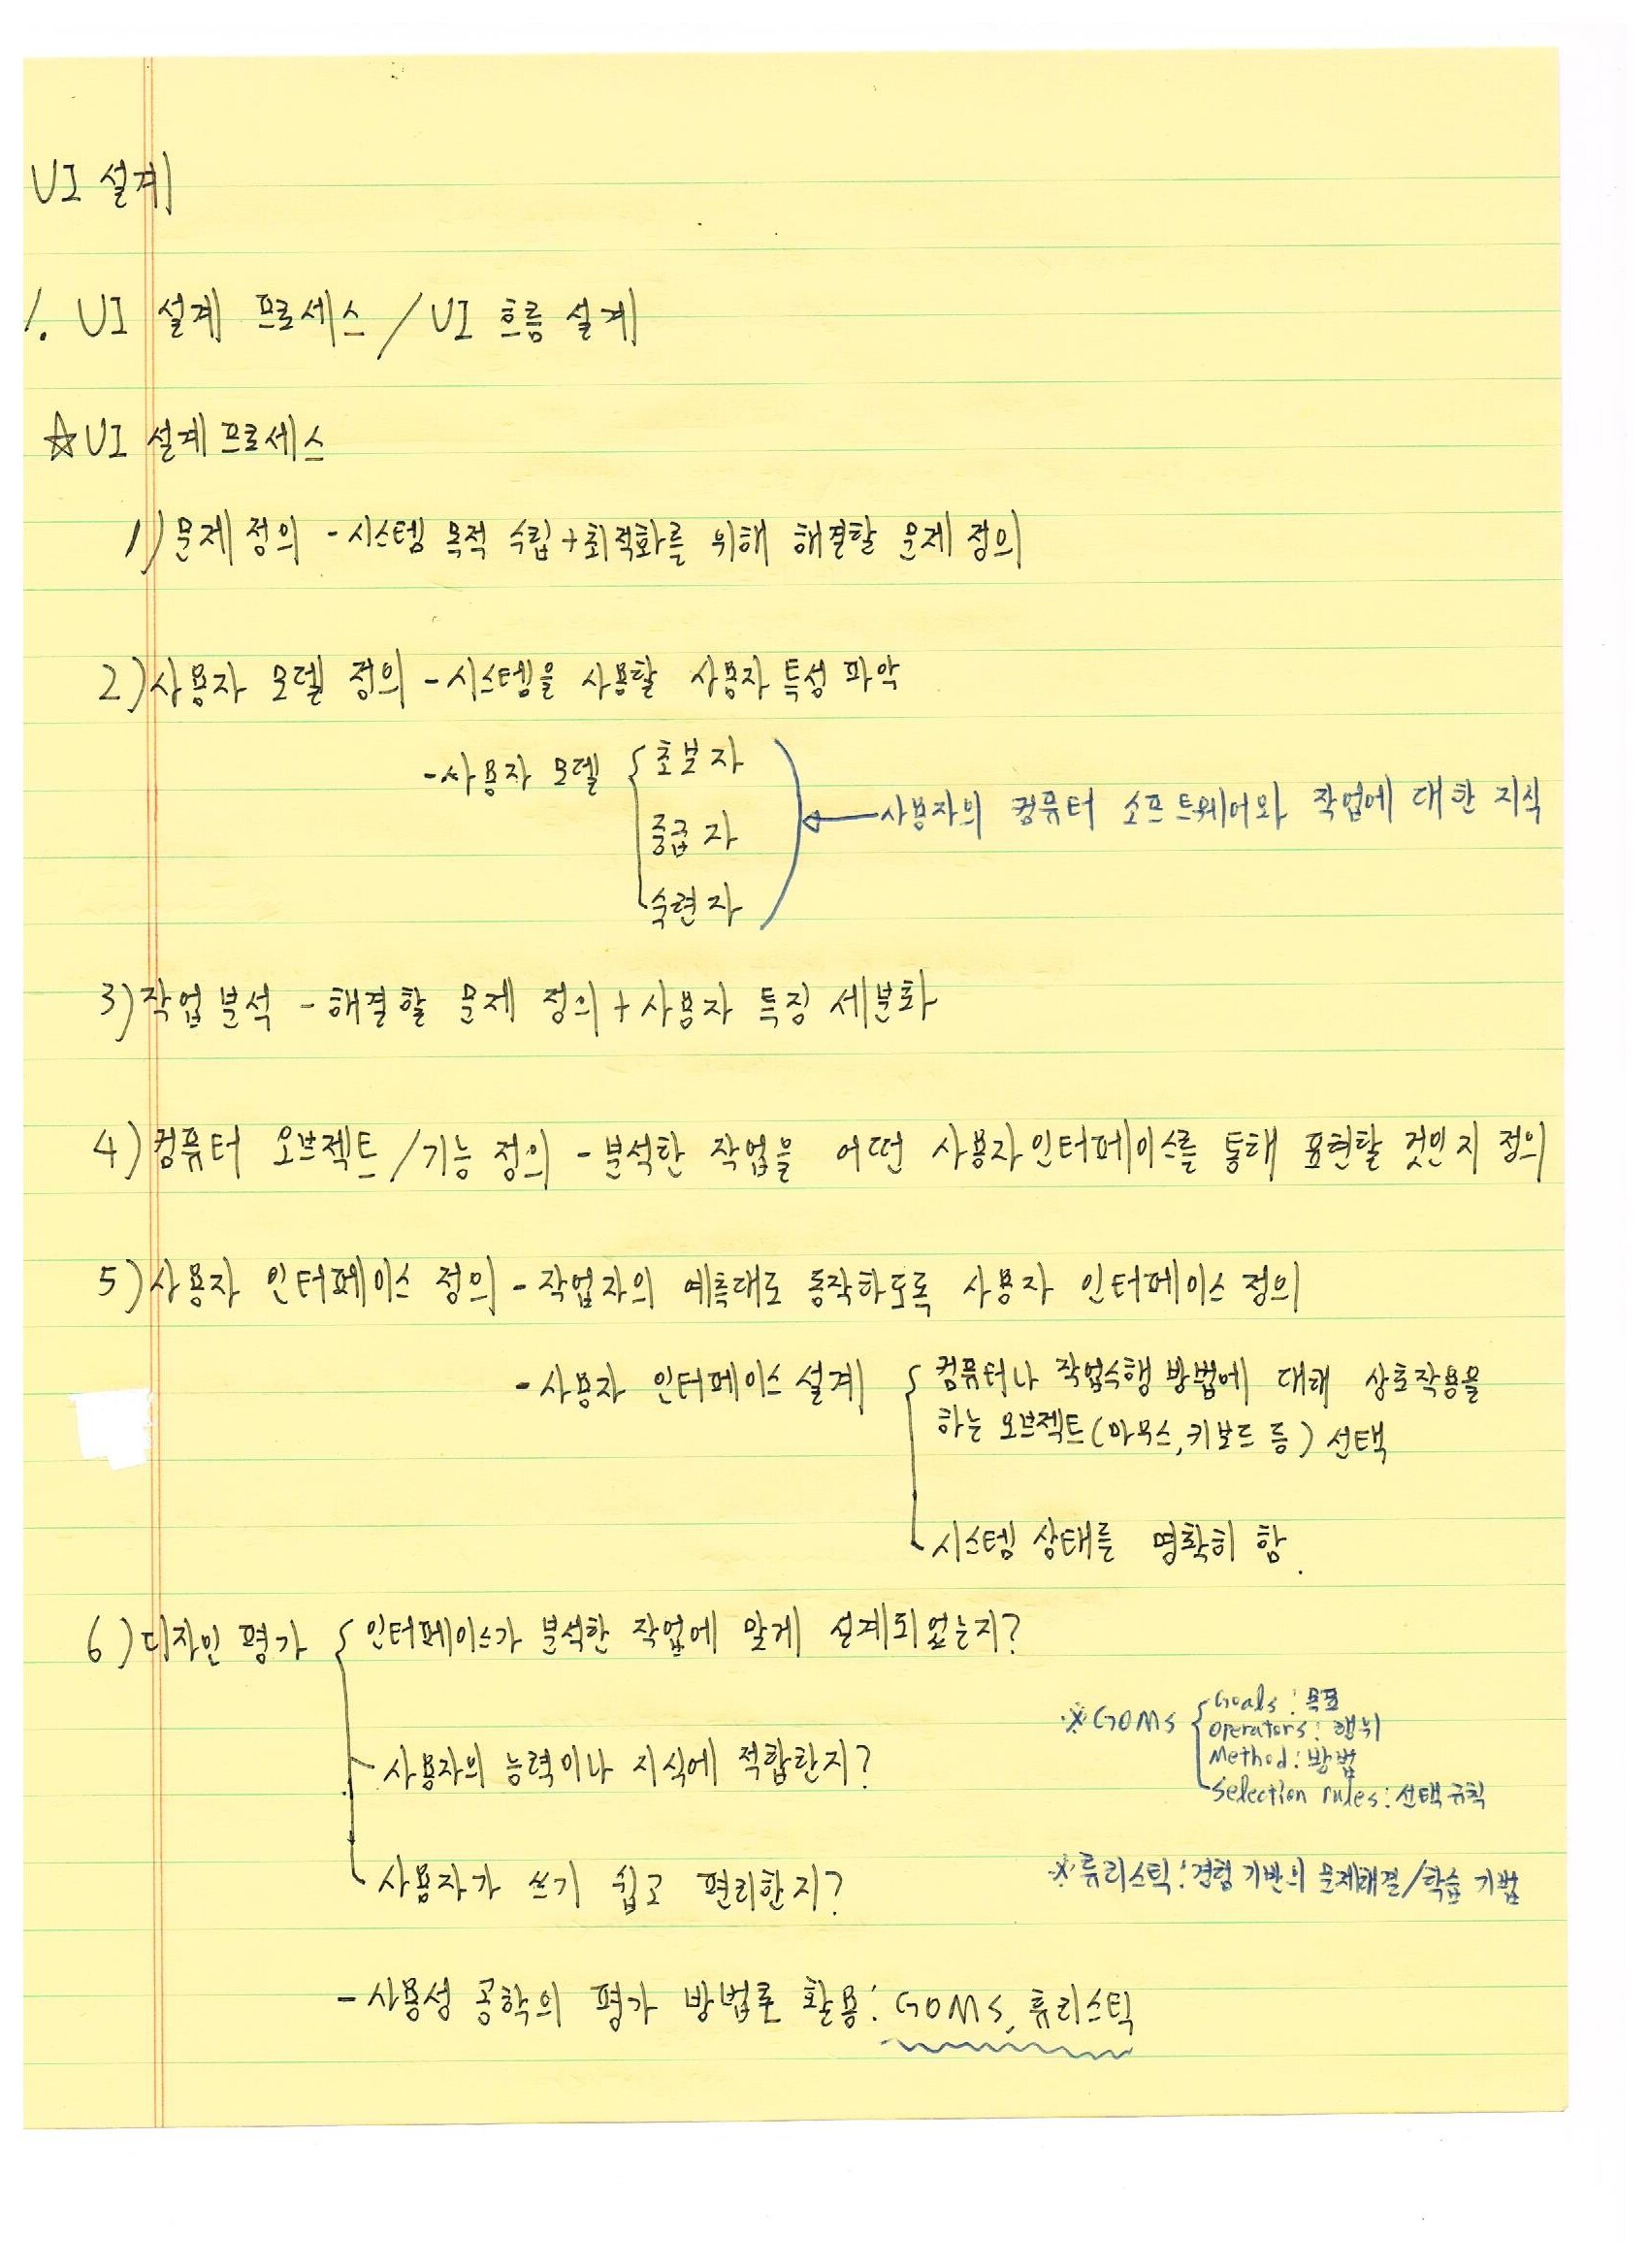 UI 설계
1. UI 설계 프로세스 / UI 흐름 설계
☆UI 설계 프로세스
1) 문제 정의 - 시스템 목적 수립 + 최적화를 위해 해결할 문제 정의
2) 사용자 모델 정의 - 시스템을 사용할 사용자 특성 파악
- 사용자 모델 { 초보자
중급자
숙련자
← 사용자의 컴퓨터 소프트웨어와 작업에 대한 지식
3) 작업 분석 - 해결할 문제 정의 + 사용자 특징 세분화
4) 컴퓨터 오브젝트 / 기능 정의 - 분석한 작업을 어떤 사용자 인터페이스를 통해 표현할 것인지 정의
5) 사용자 인터페이스 정의 - 작업자의 예측대로 동작하도록 사용자 인터페이스 정의
- 사용자 인터페이스 설계 { 컴퓨터나 작업수행 방법에 대해 상호작용을
하는 오브젝트(마우스, 키보드 등) 선택
시스템 상태를 명확히 함.
6) 디자인 평가 { 인터페이스가 분석한 작업에 맞게 설계되었는지?
사용자의 능력이나 지식에 적합한지?
사용자가 쓰기 쉽고 편리한지?
※ GOMS { Goals : 목표
Operators : 행위
Method : 방법
Selection rules : 선택 규칙
※ 휴리스틱 : 경험 기반의 문제해결/학습 기법
- 사용성 공학의 평가 방법론 활용 : GOMS, 휴리스틱